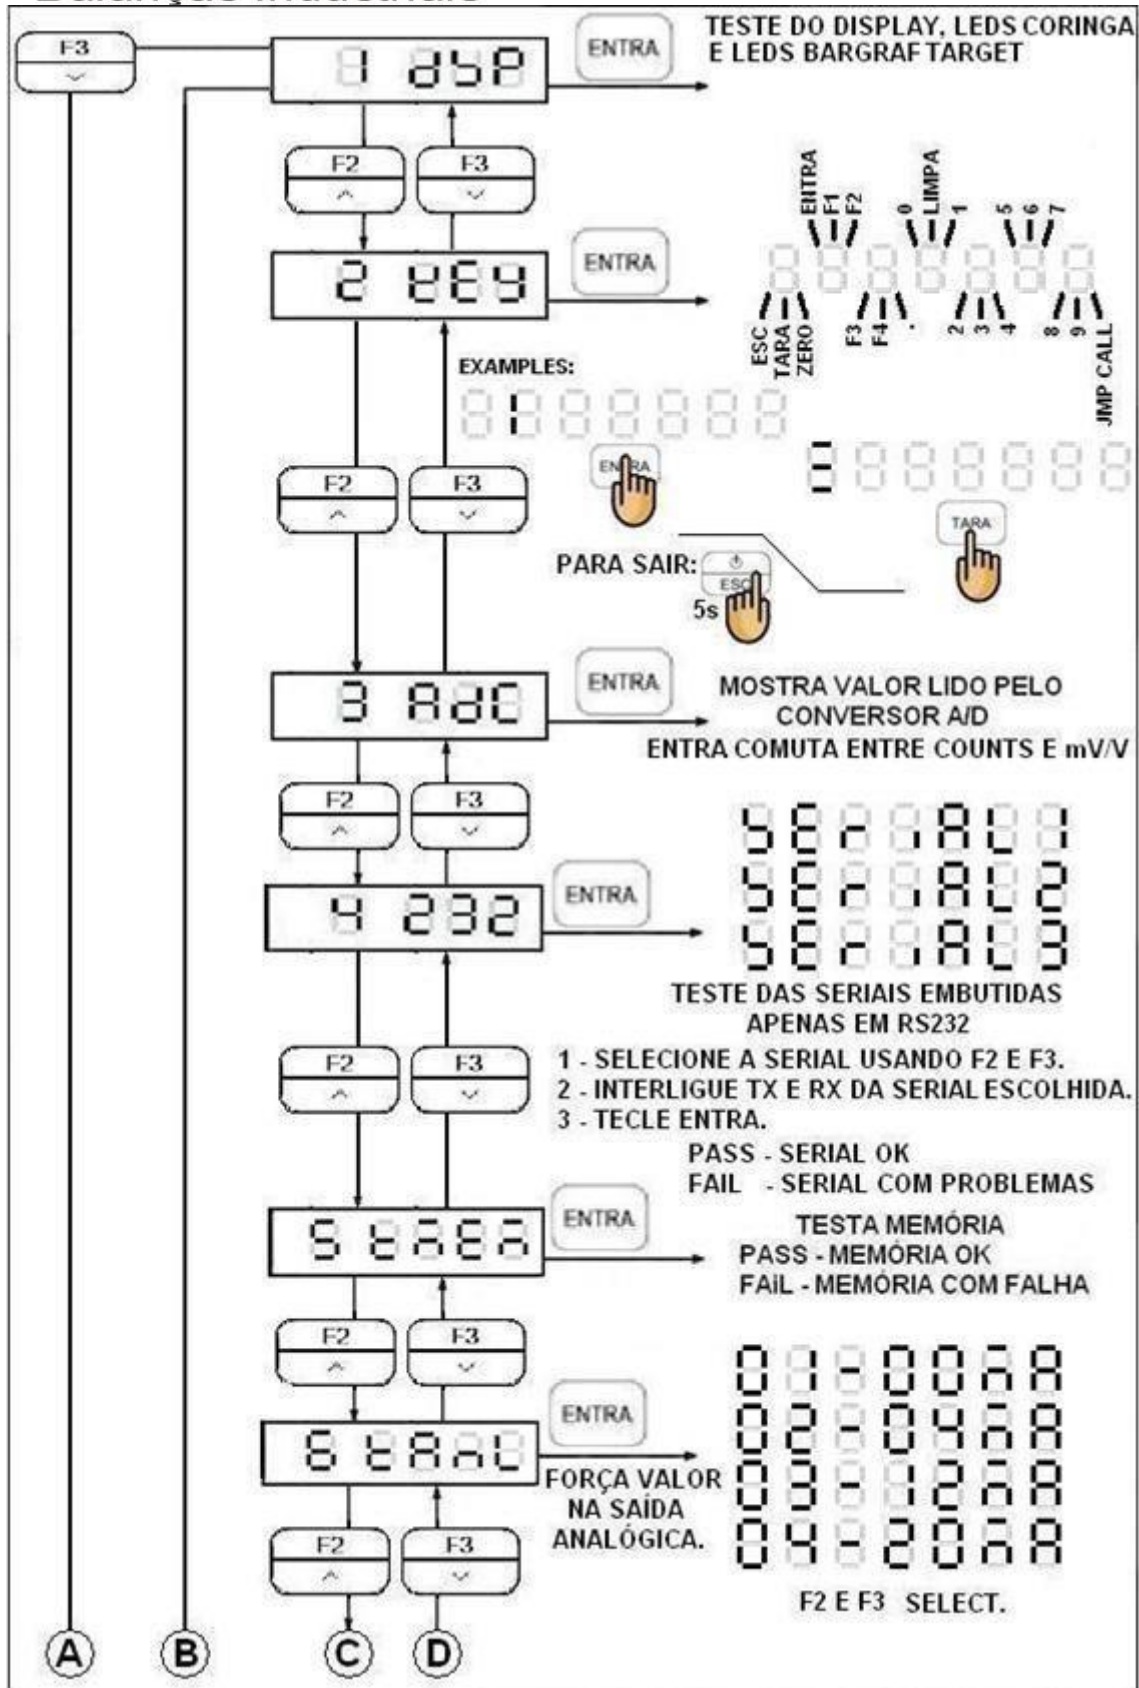 F3
1 dSP
ENTRA
TESTE DO DISPLAY, LEDS CORINGA
E LEDS BARGRAF TARGET
F2
F3
2 KEY
ENTRA
ENTRA
F1
F2
0
LIMPA
1
5
6
7
ESC
TARA
ZERO
F3
F4
.
2
3
4
8
9
JMP CALL
EXAMPLES:
ENTRA
TARA
F2
F3
PARA SAIR:
ESC
5s
3 AdC
ENTRA
MOSTRA VALOR LIDO PELO
CONVERSOR A/D
ENTRA COMUTA ENTRE COUNTS E mV/V
F2
F3
SEriAL 1
SEriAL 2
SEriAL 3
4 232
ENTRA
TESTE DAS SERIAIS EMBUTIDAS
APENAS EM RS232
F2
F3
1 - SELECIONE A SERIAL USANDO F2 E F3.
2 - INTERLIGUE TX E RX DA SERIAL ESCOLHIDA.
3 - TECLE ENTRA.
PASS - SERIAL OK
FAIL - SERIAL COM PROBLEMAS
5 tnEn
ENTRA
TESTA MEMÓRIA
PASS - MEMÓRIA OK
FAiL - MEMÓRIA COM FALHA
F2
F3
01-00nA
02-04nA
03-12nA
04-20nA
6 tAnL
ENTRA
FORÇA VALOR
NA SAÍDA
ANALÓGICA.
F2
F3
F2 E F3 SELECT.
A
B
C
D